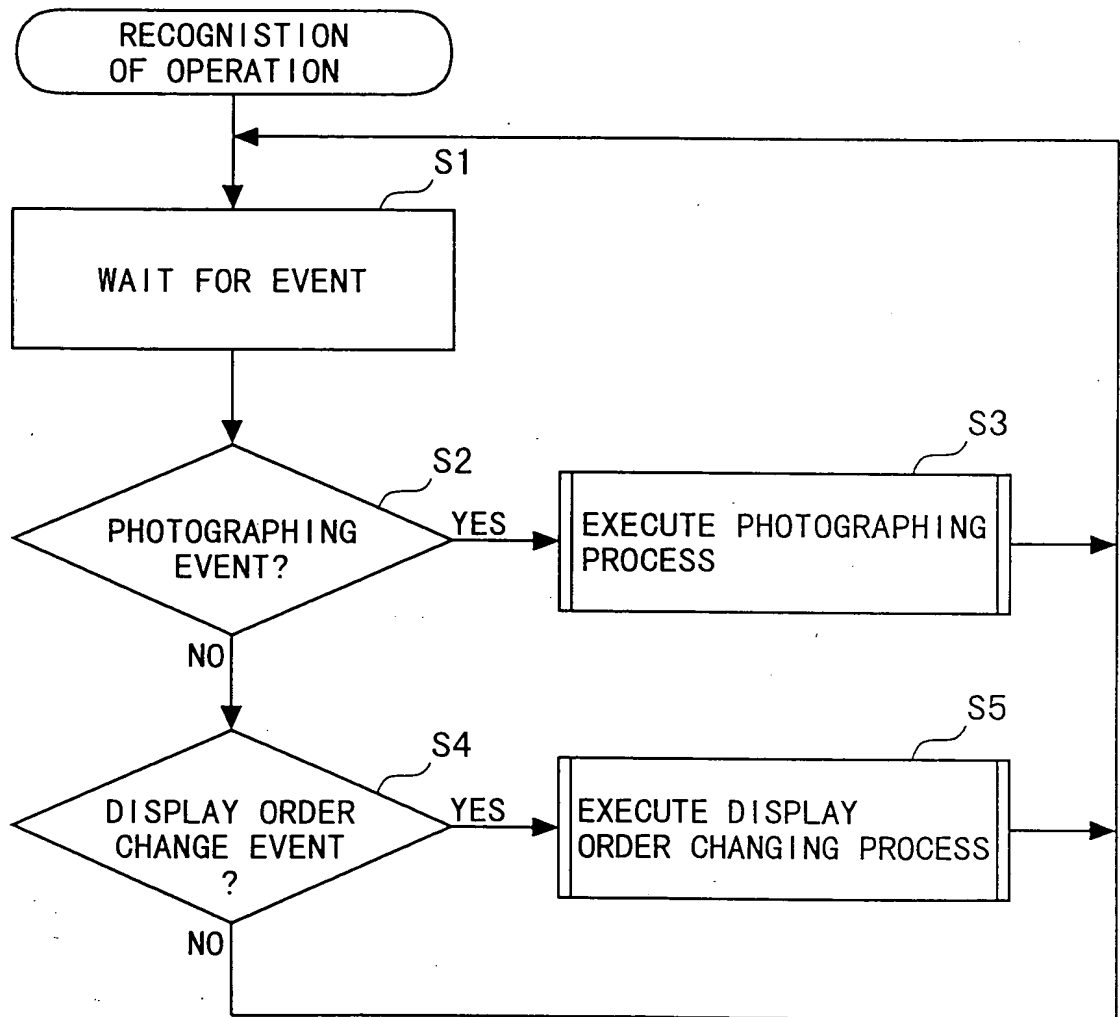 RECOGNISTION
OF OPERATION
S1
WAIT FOR EVENT
S2
PHOTOGRAPHING
EVENT?
YES
S3
EXECUTE PHOTOGRAPHING
PROCESS
NO
S4
DISPLAY ORDER
CHANGE EVENT
?
YES
S5
EXECUTE DISPLAY
ORDER CHANGING PROCESS
NO